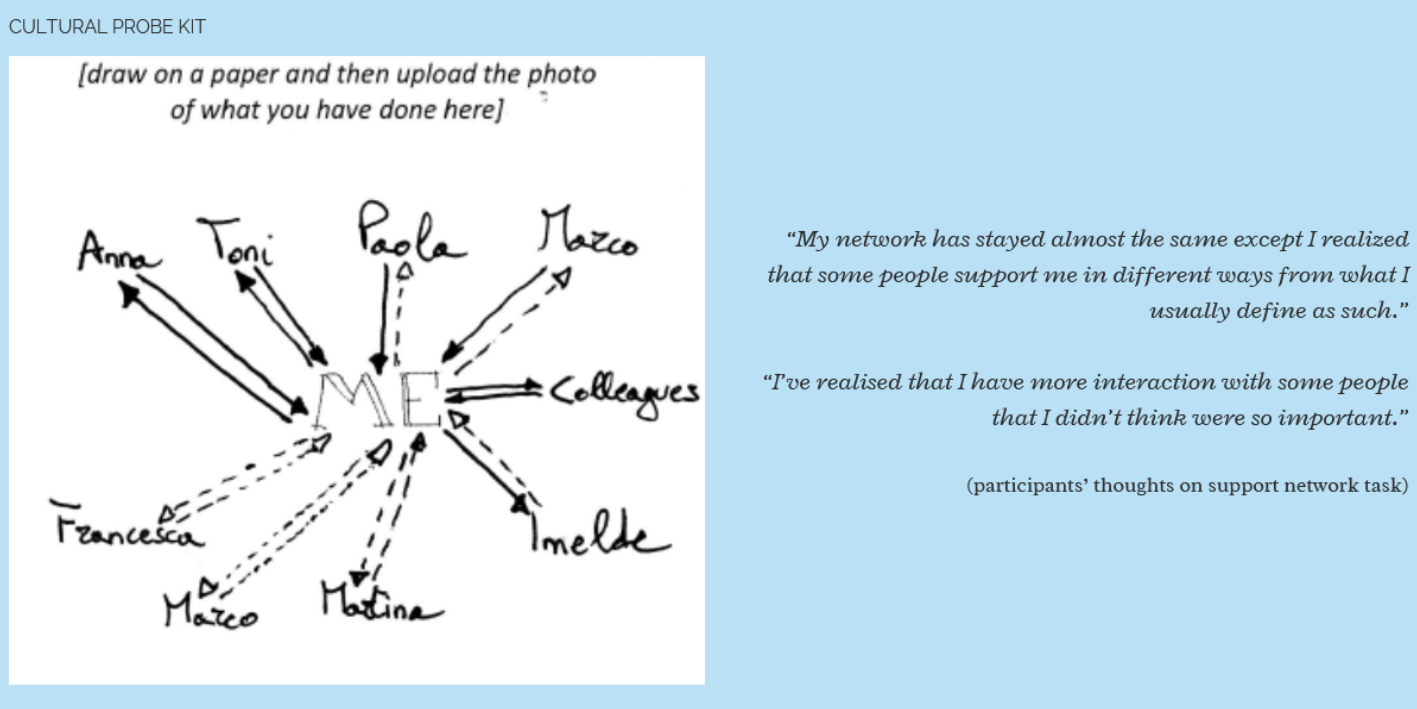 CULTURAL PROBE KIT
[draw on a paper and then upload the photo
of what you have done here]
Anna
Toni
Paola
Marco
ME
Colleagues
Francesca
Imelde
Marco
Martina
“My network has stayed almost the same except I realized
that some people support me in different ways from what I
usually define as such.”
“I’ve realised that I have more interaction with some people
that I didn’t think were so important.”
(participants’ thoughts on support network task)